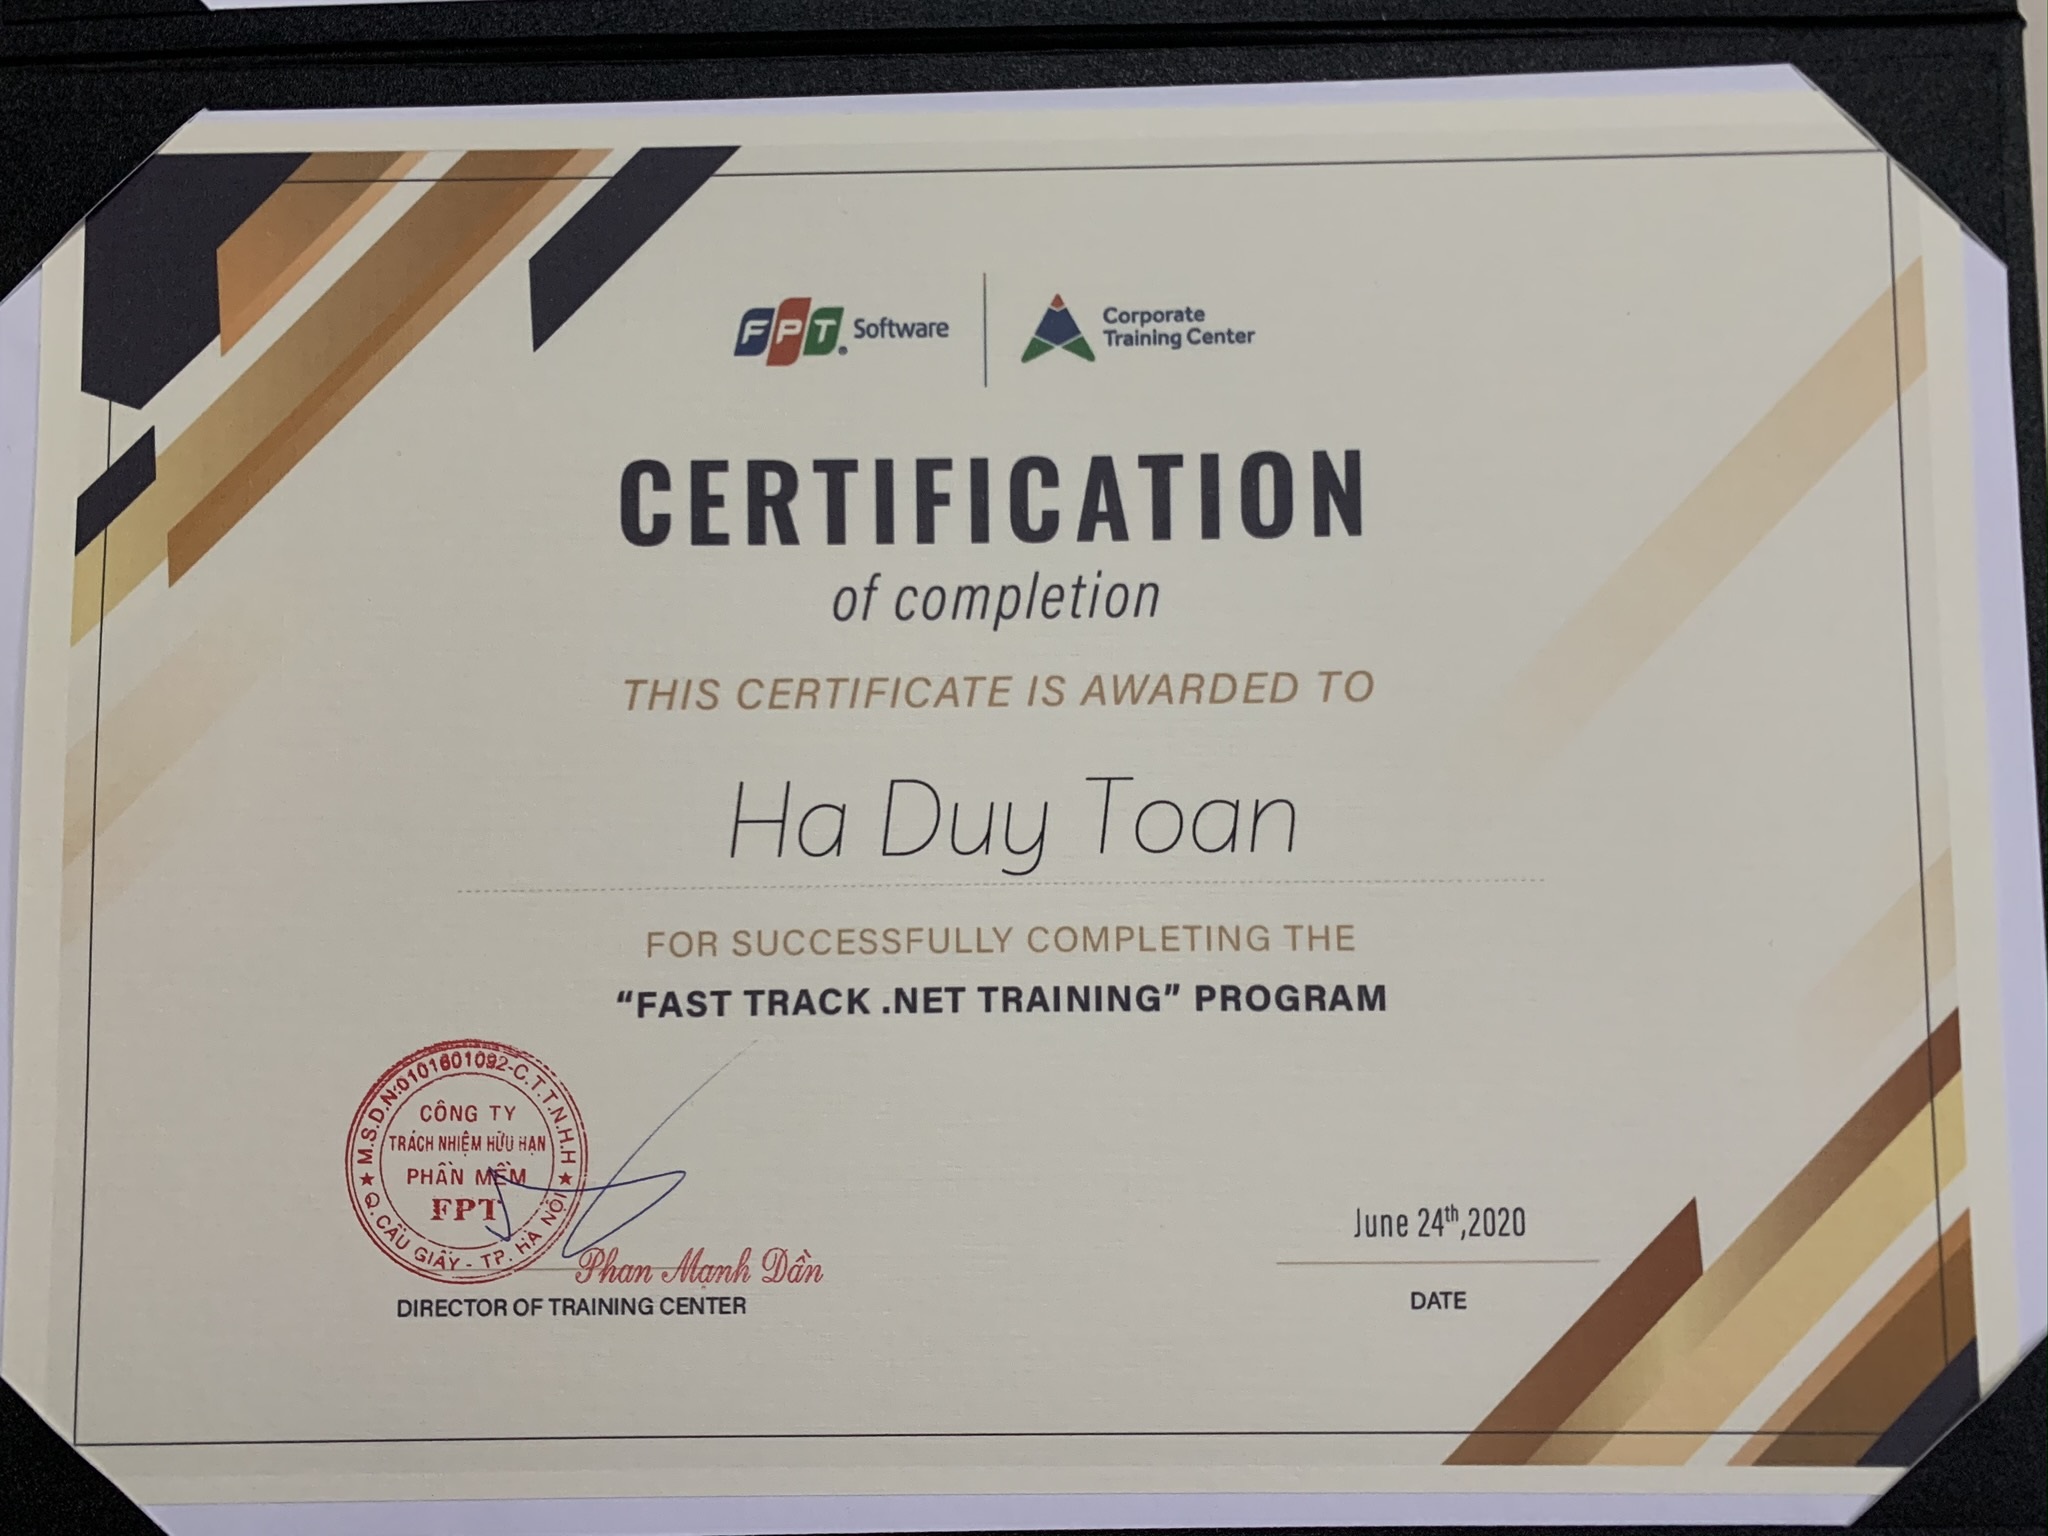 FPT Software
Corporate
Training Center
CERTIFICATION
of completion
THIS CERTIFICATE IS AWARDED TO
Ha Duy Toan
FOR SUCCESSFULLY COMPLETING THE
“FAST TRACK .NET TRAINING” PROGRAM
M.S.D.N:0101601092-C.T.T.N.H.H
CÔNG TY
TRÁCH NHIỆM HỮU HẠN
PHẦN MỀM
FPT
Q. CẦU GIẤY - TP. HÀ NỘI
Phan Mạnh Dần
DIRECTOR OF TRAINING CENTER
June 24th,2020
DATE